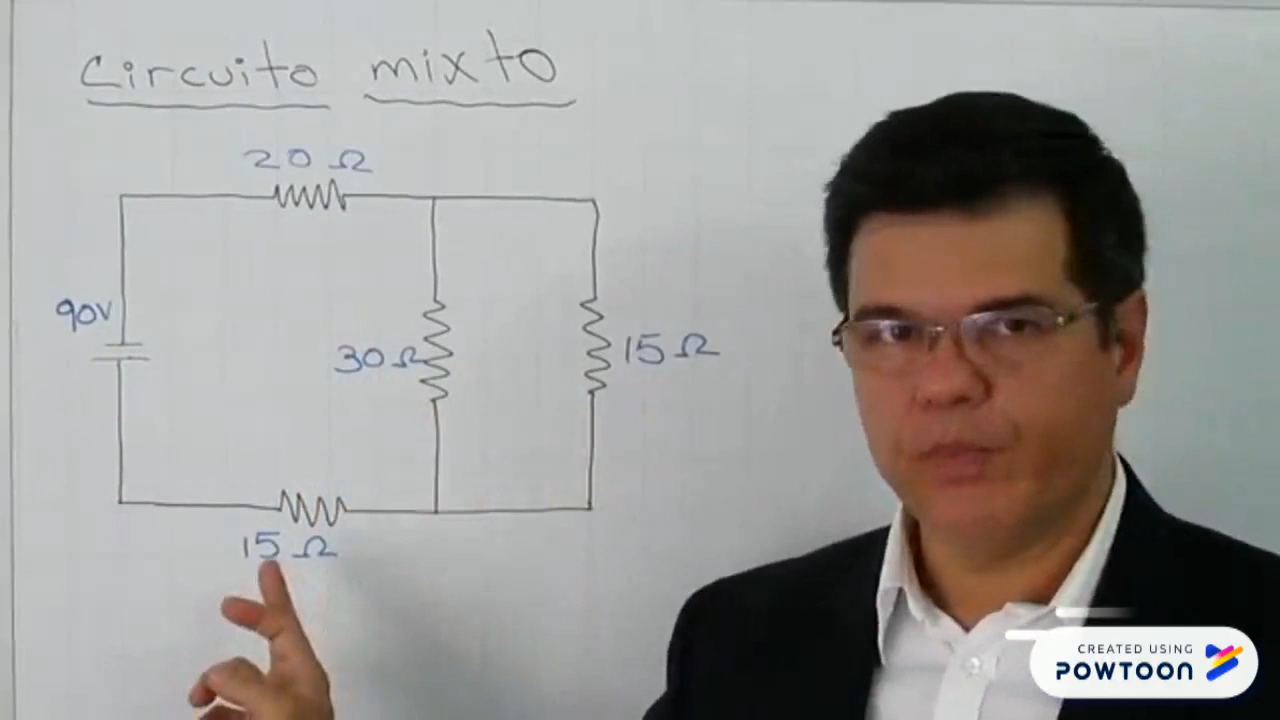 Circuito mixto
20 Ω
90V
30 Ω
15 Ω
15 Ω
CREATED USING
POWTOON